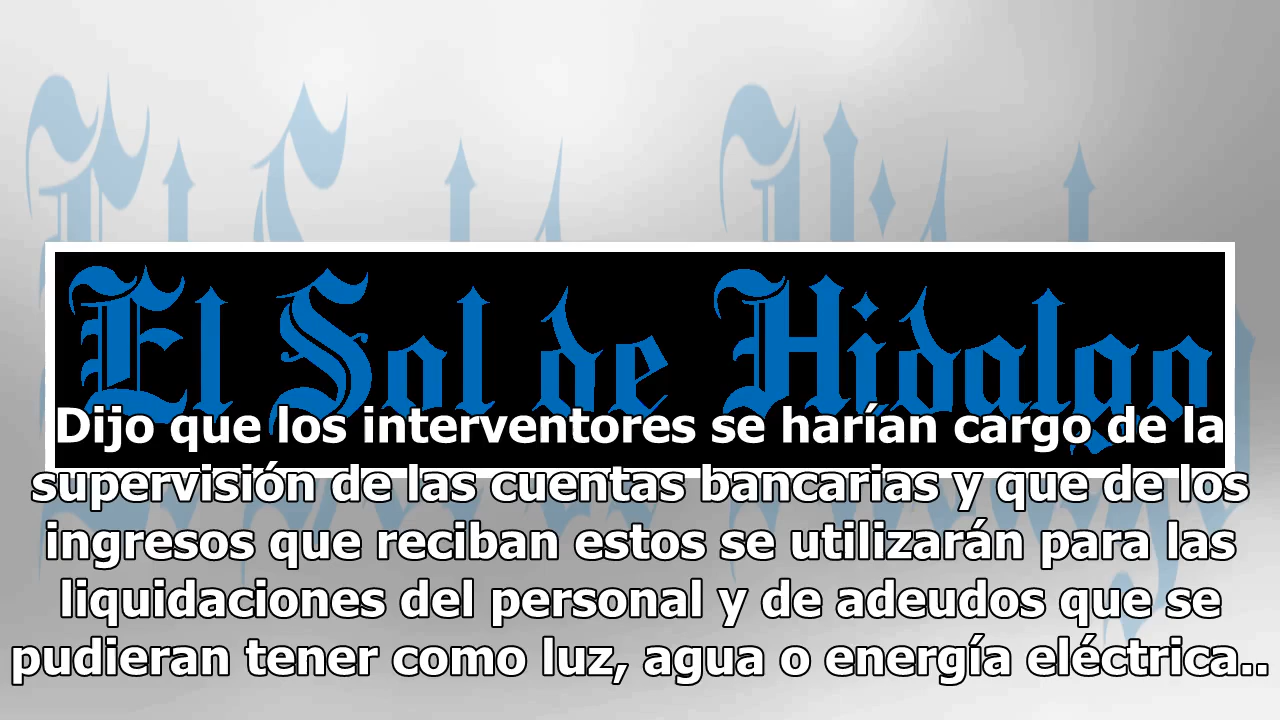 El Sol de Hidalgo
Dijo que los interventores se harían cargo de la
supervisión de las cuentas bancarias y que de los
ingresos que reciban estos se utilizarán para las
liquidaciones del personal y de adeudos que se
pudieran tener como luz, agua o energía eléctrica..